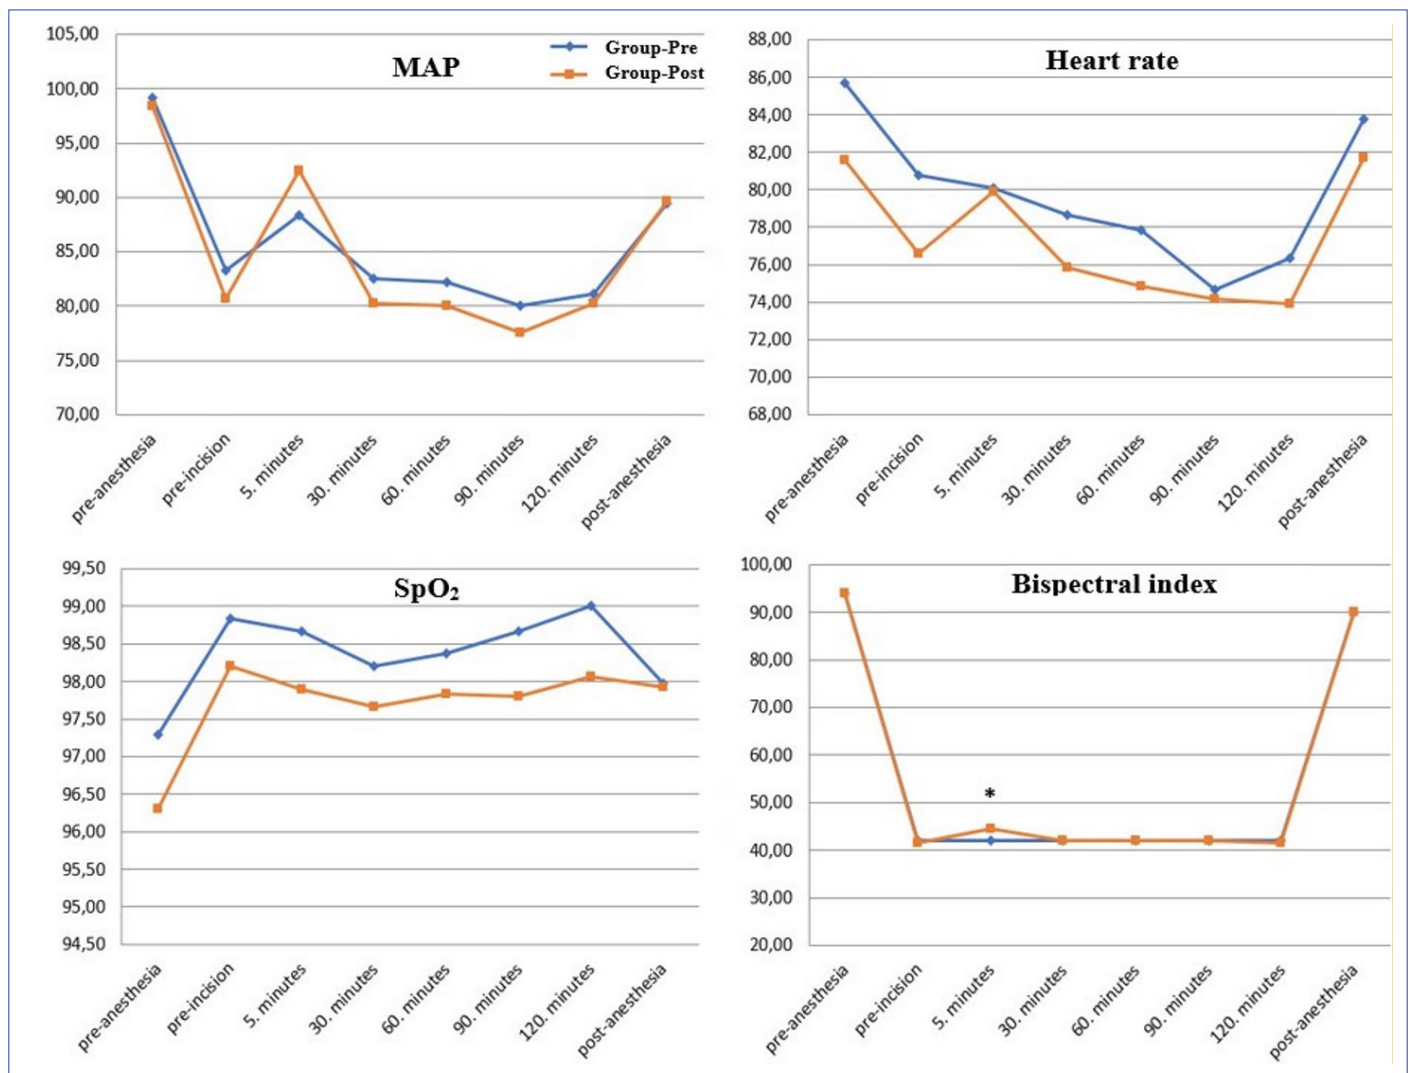 MAP
Group-Pre
Group-Post
105,00
100,00
95,00
90,00
85,00
80,00
75,00
70,00
pre-anesthesia
pre-incision
5. minutes
30. minutes
60. minutes
90. minutes
120. minutes
post-anesthesia
Heart rate
88,00
86,00
84,00
82,00
80,00
78,00
76,00
74,00
72,00
70,00
68,00
pre-anesthesia
pre-incision
5. minutes
30. minutes
60. minutes
90. minutes
120. minutes
post-anesthesia
SpO₂
99,50
99,00
98,50
98,00
97,50
97,00
96,50
96,00
95,50
95,00
94,50
pre-anesthesia
pre-incision
5. minutes
30. minutes
60. minutes
90. minutes
120. minutes
post-anesthesia
Bispectral index
100,00
90,00
80,00
70,00
60,00
50,00
40,00
30,00
20,00
*
pre-anesthesia
pre-incision
5. minutes
30. minutes
60. minutes
90. minutes
120. minutes
post-anesthesia